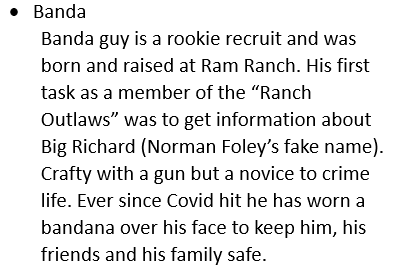 • Banda
Banda guy is a rookie recruit and was
born and raised at Ram Ranch. His first
task as a member of the “Ranch
Outlaws” was to get information about
Big Richard (Norman Foley’s fake name).
Crafty with a gun but a novice to crime
life. Ever since Covid hit he has worn a
bandana over his face to keep him, his
friends and his family safe.